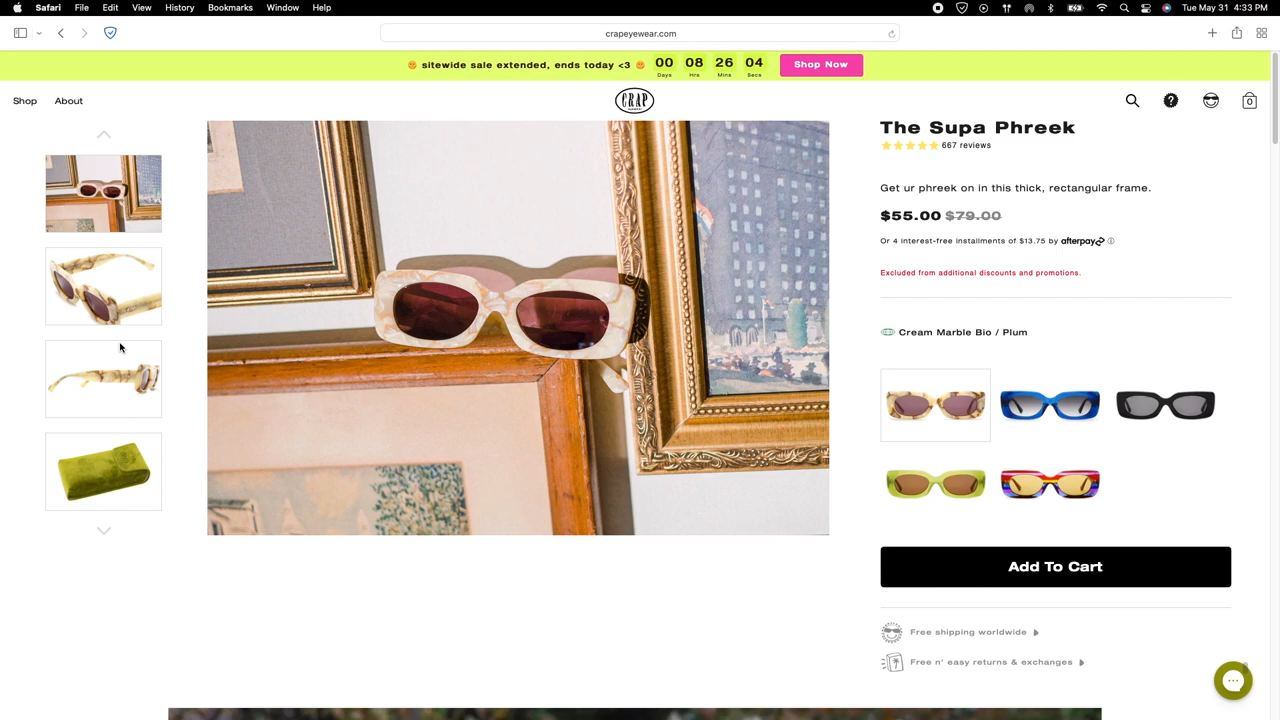 Safari File Edit View History Bookmarks Window Help Tue May 31 4:33 PM
crapeyewear.com
sitewide sale extended, ends today <3 00 08 26 04 Shop Now
Days Hrs Mins Secs
Shop About CRAP ? 0
The Supa Phreek
667 reviews
Get ur phreek on in this thick, rectangular frame.
$55.00 $79.00
Or 4 interest-free installments of $13.75 by afterpay
Excluded from additional discounts and promotions.
Cream Marble Bio / Plum
Add To Cart
Free shipping worldwide
Free n' easy returns & exchanges